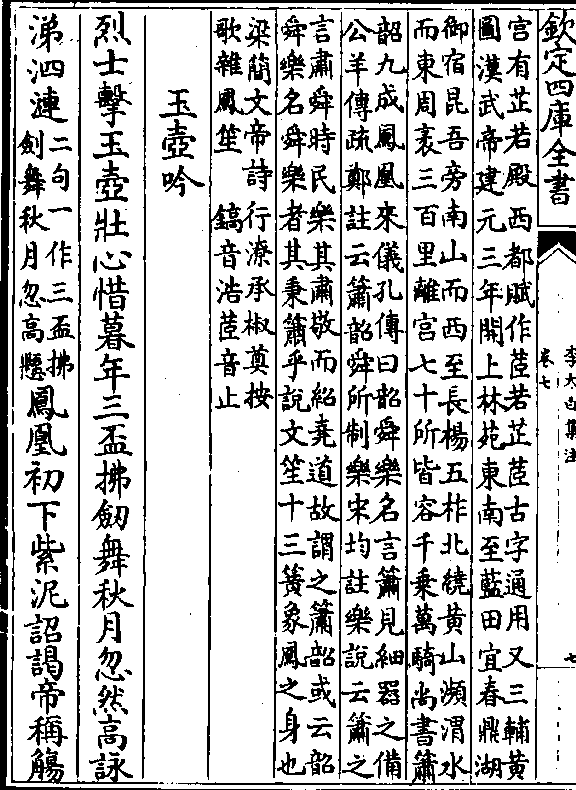 欽定四庫全書
李太白集注
卷七
七
宫有芷若殿西都賦作茝若芷茝古字通用又三輔黄
圖漢武帝建元三年開上林苑東南至藍田宜春鼎湖
御宿昆吾旁南山而西至長楊五柞北繞黄山瀕渭水
而東周袤三百里離宫七十所皆容千乗萬騎尚書簫
韶九成鳳凰來儀孔傳曰韶舜樂名言簫見細器之備
公羊傳疏鄭註云簫韶舜所制樂宋均註樂說云簫之
言肅舜時民樂其肅敬而紹堯道故謂之簫韶或云韶
舜樂名舜樂者其秉簫乎說文笙十三簧象鳳之身也
梁簡文帝詩行潦承椒奠按
歌雜鳳笙 鎬音浩茝音止
玉壺吟
烈士擊玉壺壯心惜暮年三盃拂劔舞秋月忽然高詠
涕泗漣二句一作三盃拂劍舞秋月忽高懸鳳凰初下紫泥詔謁帝稱觴